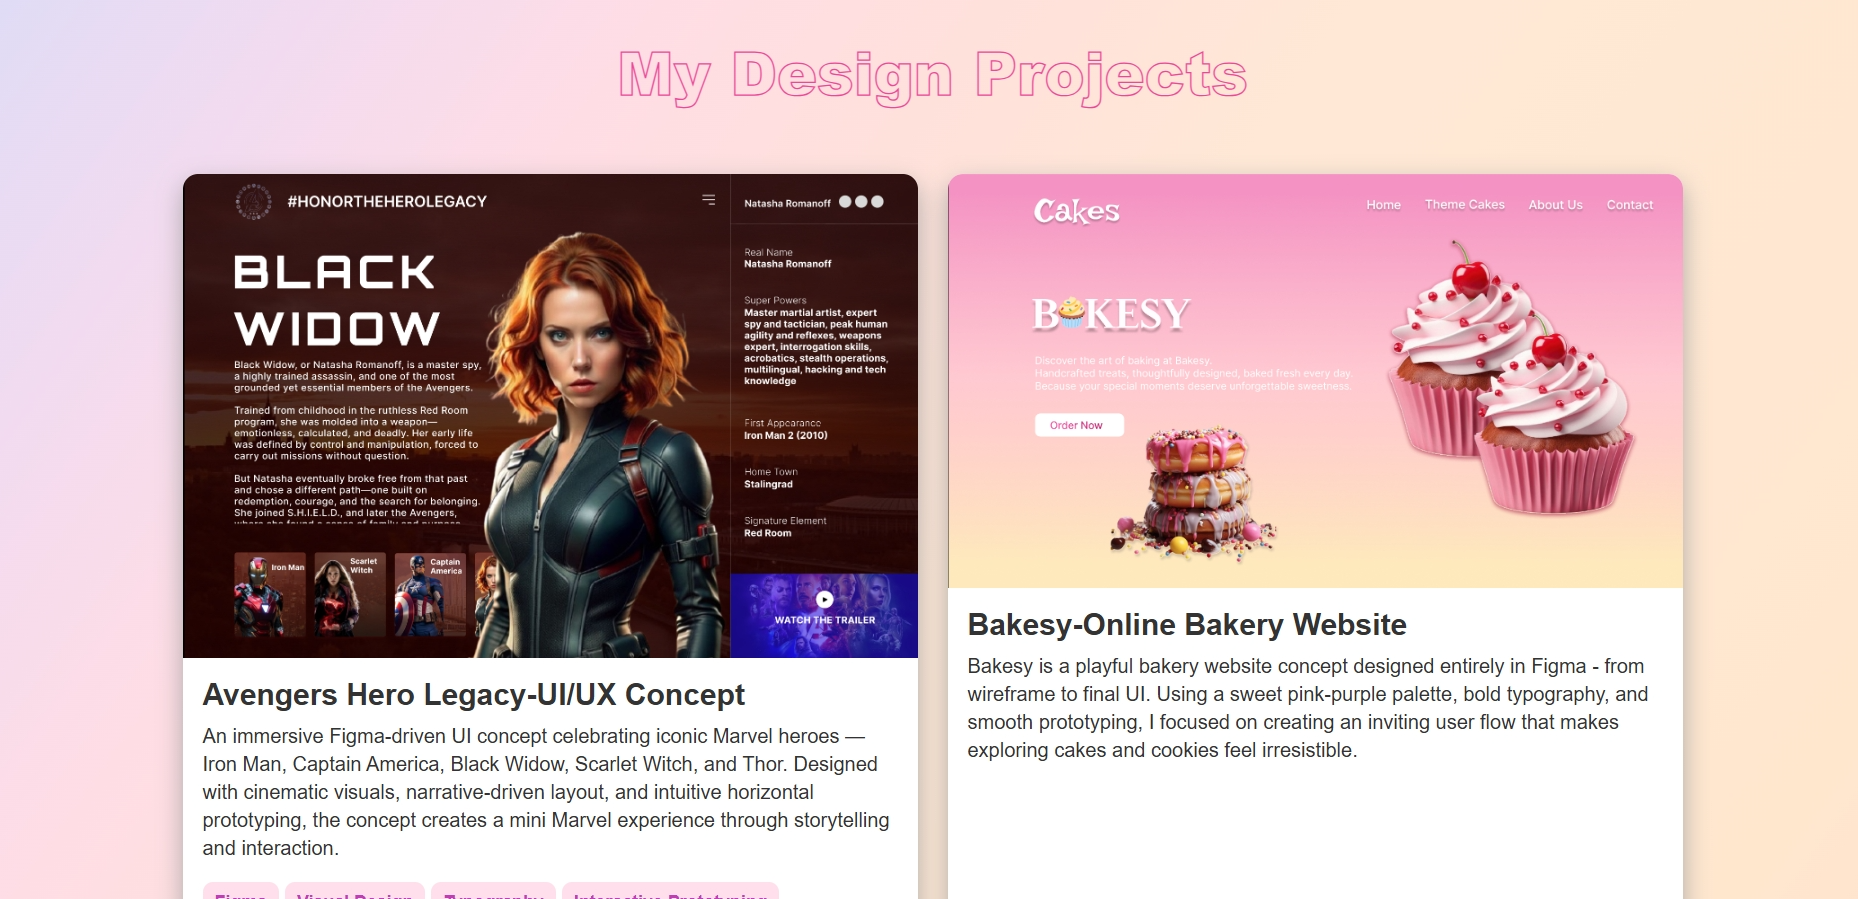 My Design Projects
#HONORTHEHEROLEGACY
BLACK
WIDOW
Black Widow, or Natasha Romanoff, is a master spy,
a highly trained assassin, and one of the most
grounded yet essential members of the Avengers.
Trained from childhood in the ruthless Red Room
program, she was molded into a weapon—
emotionless, calculated, and deadly. Her early life
was defined by control and manipulation, forced to
carry out missions without question.
But Natasha eventually broke free from that past
and chose a different path—one built on
redemption, courage, and the search for belonging.
She joined S.H.I.E.L.D., and later the Avengers,
where she found a sense of family and purpose
Iron Man
Scarlet
Witch
Captain
America
Natasha Romanoff
Real Name
Natasha Romanoff
Super Powers
Master martial artist, expert
spy and tactician, peak human
agility and reflexes, weapons
expert, interrogation skills,
acrobatics, stealth operations,
multilingual, hacking and tech
knowledge
First Appearance
Iron Man 2 (2010)
Home Town
Stalingrad
Signature Element
Red Room
WATCH THE TRAILER
Avengers Hero Legacy-UI/UX Concept
An immersive Figma-driven UI concept celebrating iconic Marvel heroes —
Iron Man, Captain America, Black Widow, Scarlet Witch, and Thor. Designed
with cinematic visuals, narrative-driven layout, and intuitive horizontal
prototyping, the concept creates a mini Marvel experience through storytelling
and interaction.
Figma Visual Design Typography Interactive Prototyping
Cakes
Home Theme Cakes About Us Contact
BAKESY
Discover the art of baking at Bakesy.
Handcrafted treats, thoughtfully designed, baked fresh every day.
Because your special moments deserve unforgettable sweetness.
Order Now
Bakesy-Online Bakery Website
Bakesy is a playful bakery website concept designed entirely in Figma - from
wireframe to final UI. Using a sweet pink-purple palette, bold typography, and
smooth prototyping, I focused on creating an inviting user flow that makes
exploring cakes and cookies feel irresistible.